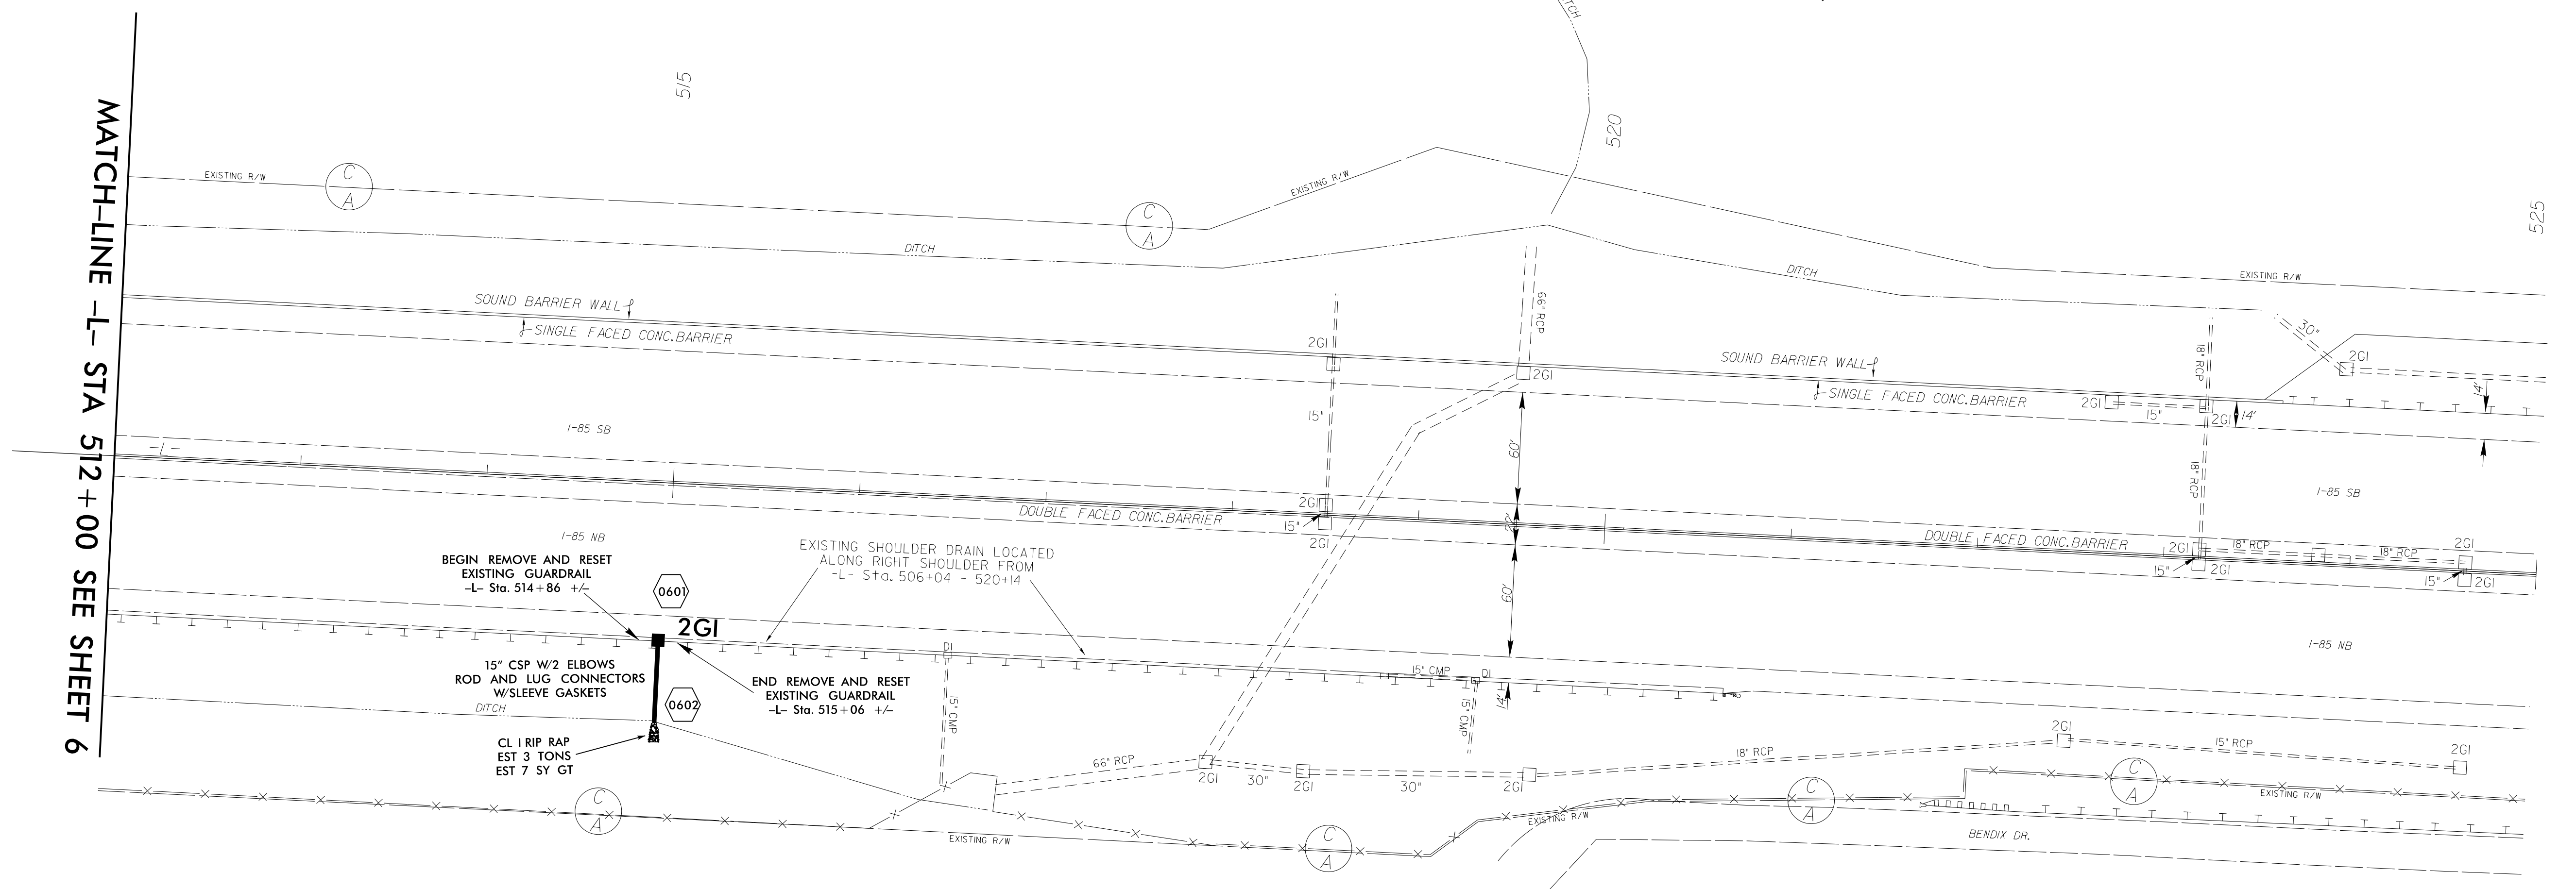 MATCH-LINE -L- STA 512+00 SEE SHEET 6
515
520
525
DITCH
EXISTING R/W
C
A
C
A
EXISTING R/W
EXISTING R/W
DITCH
DITCH
SOUND BARRIER WALL
SINGLE FACED CONC.BARRIER
2GI
66" RCP
2GI
SOUND BARRIER WALL
SINGLE FACED CONC.BARRIER
18" RCP
30"
2GI
2GI
15"
2GI
14'
14'
15"
60'
18" RCP
-L-
I-85 SB
I-85 SB
2GI
15"
2GI
22'
DOUBLE FACED CONC.BARRIER
DOUBLE FACED CONC.BARRIER
2GI
18" RCP
18" RCP
2GI
15"
2GI
15"
2GI
I-85 NB
I-85 NB
60'
BEGIN REMOVE AND RESET
EXISTING GUARDRAIL
-L- Sta. 514+86 +/-
0601
2GI
EXISTING SHOULDER DRAIN LOCATED
ALONG RIGHT SHOULDER FROM
-L- Sta. 506+04 - 520+14
15" CSP W/2 ELBOWS
ROD AND LUG CONNECTORS
W/SLEEVE GASKETS
0602
END REMOVE AND RESET
EXISTING GUARDRAIL
-L- Sta. 515+06 +/-
DITCH
CL I RIP RAP
EST 3 TONS
EST 7 SY GT
DI
15" CMP
15" CMP
DI
15" CMP
14'
66" RCP
2GI
30"
2GI
30"
2GI
18" RCP
2GI
15" RCP
2GI
C
A
EXISTING R/W
C
A
EXISTING R/W
C
A
C
A
EXISTING R/W
BENDIX DR.